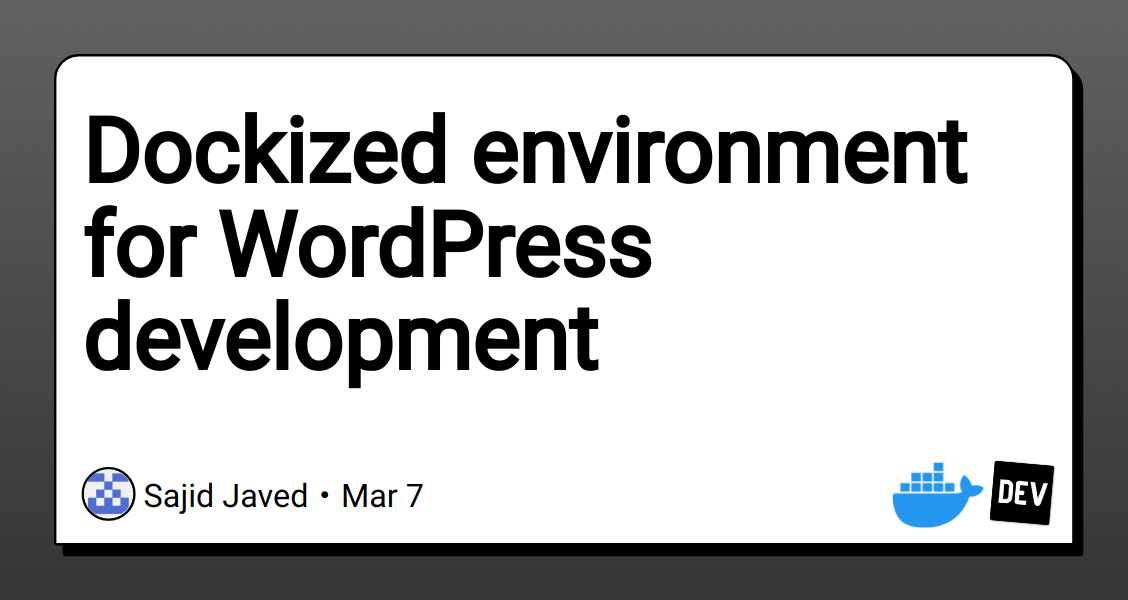 Dockized environment
for WordPress
development
Sajid Javed • Mar 7
DEV